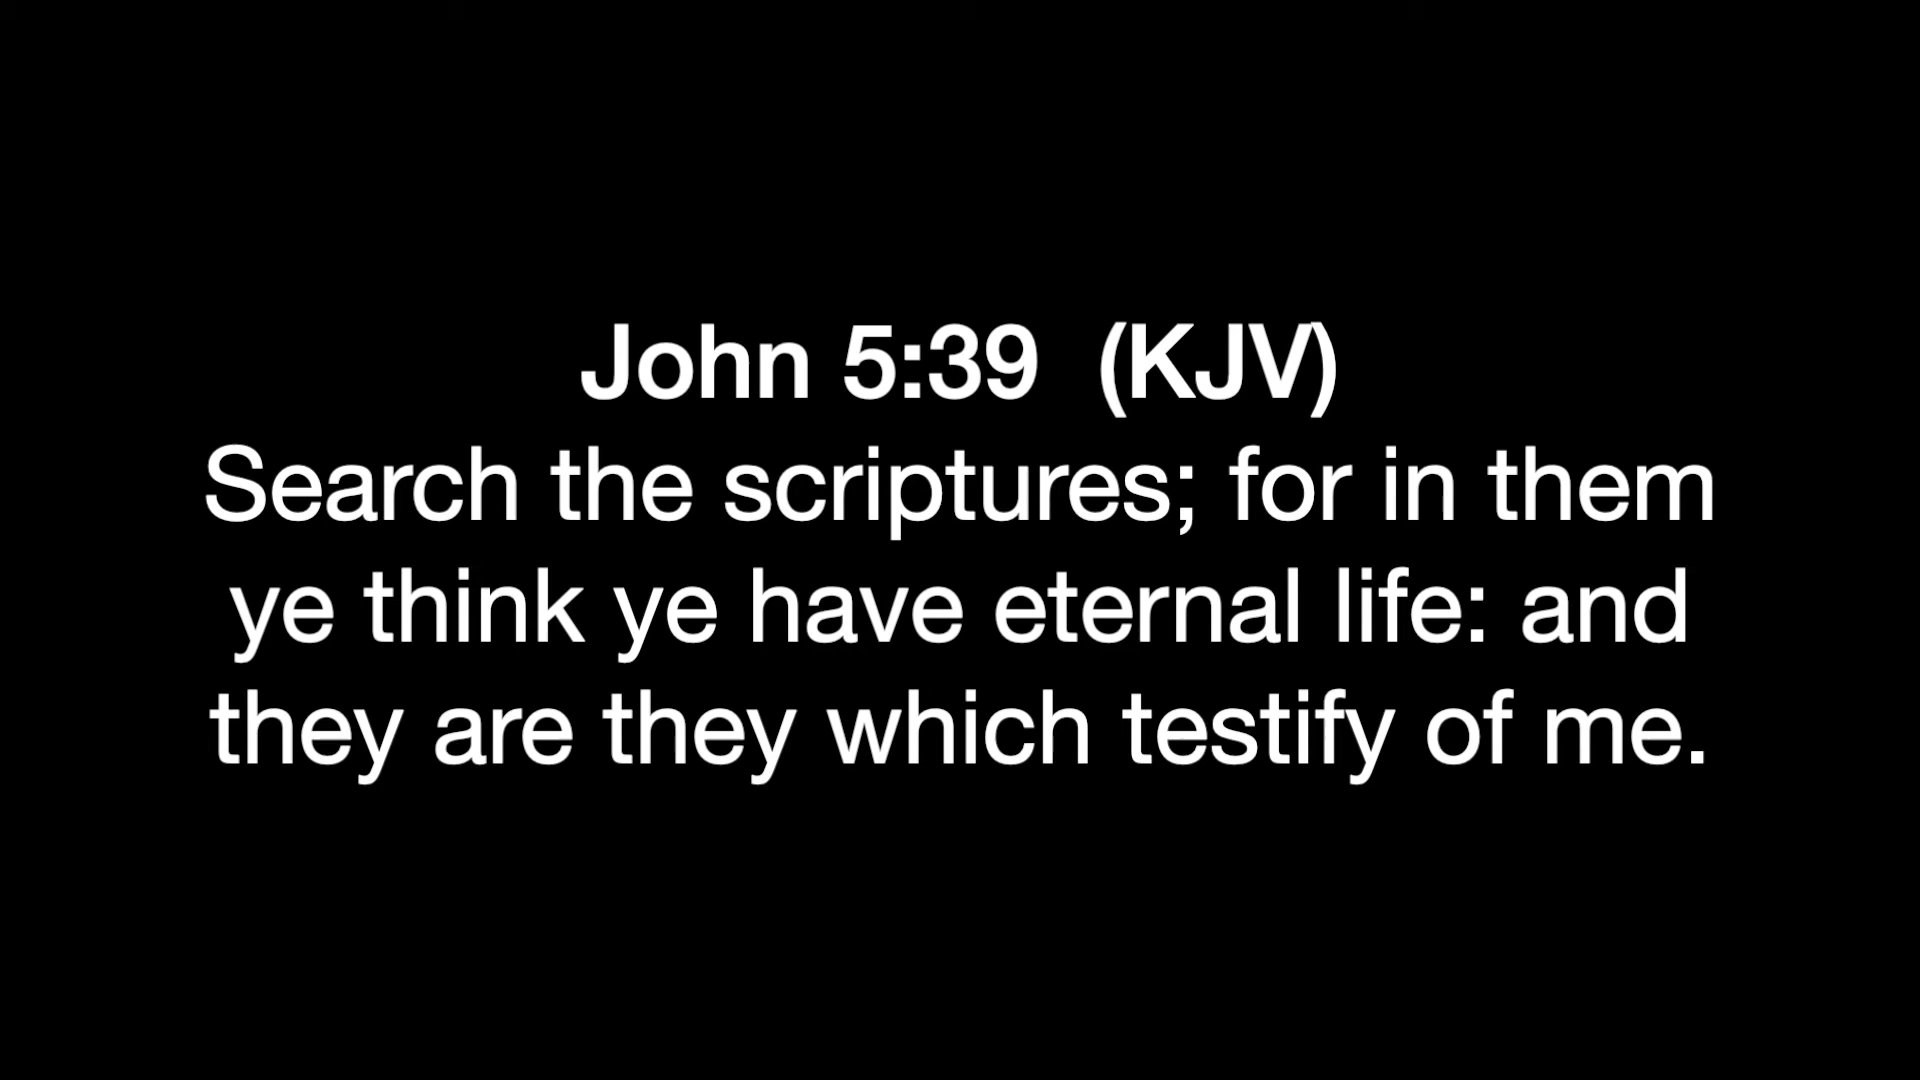 John 5:39  (KJV)
Search the scriptures; for in them
ye think ye have eternal life: and
they are they which testify of me.